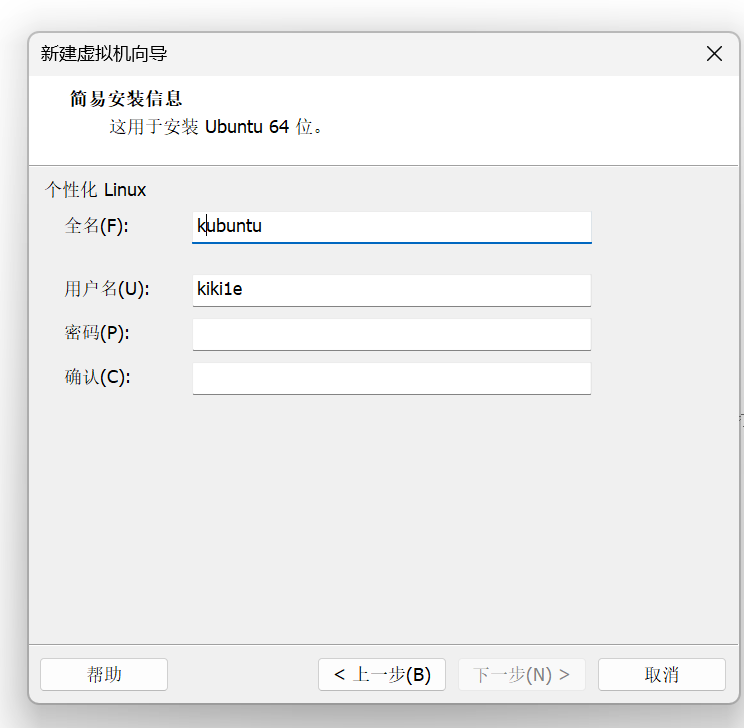 新建虚拟机向导
简易安装信息
这用于安装 Ubuntu 64 位。
个性化 Linux
全名(F): kubuntu
用户名(U): kiki1e
密码(P):
确认(C):
帮助 < 上一步(B) 下一步(N) > 取消